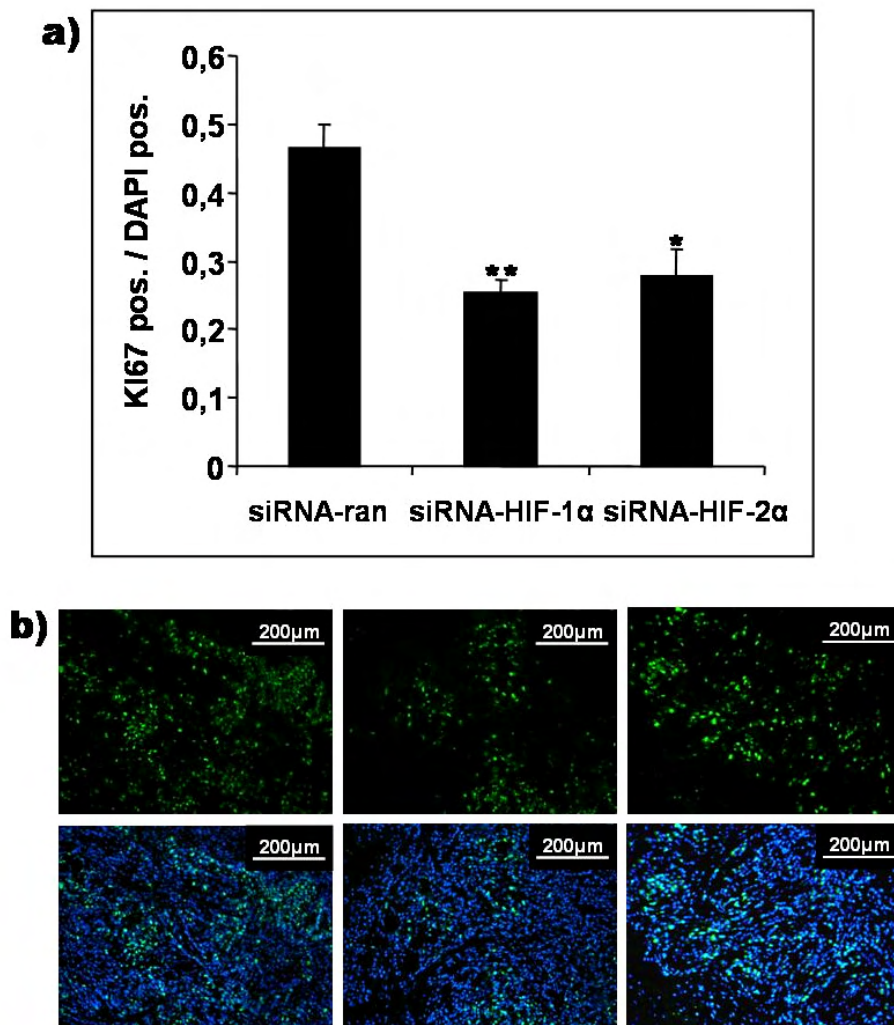 a)
0,6
0,5
0,4
0,3
0,2
0,1
0
KI67 pos. / DAPI pos.
**
*
siRNA-ran siRNA-HIF-1α siRNA-HIF-2α
b)
200µm 200µm 200µm
200µm 200µm 200µm